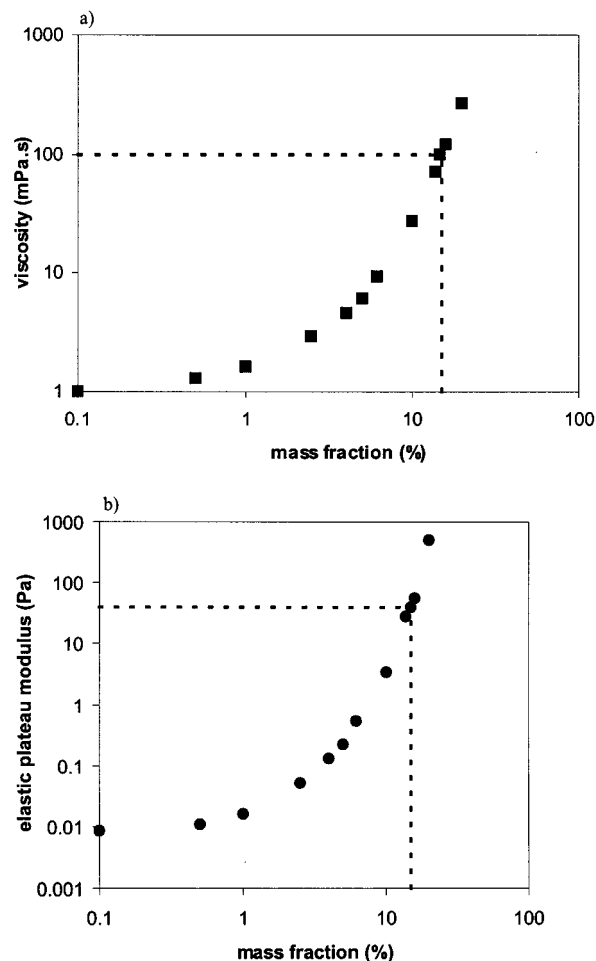 a)
1000
100
10
1
viscosity (mPa.s)
0.1 1 10 100
mass fraction (%)
b)
1000
100
10
1
0.1
0.01
0.001
elastic plateau modulus (Pa)
0.1 1 10 100
mass fraction (%)